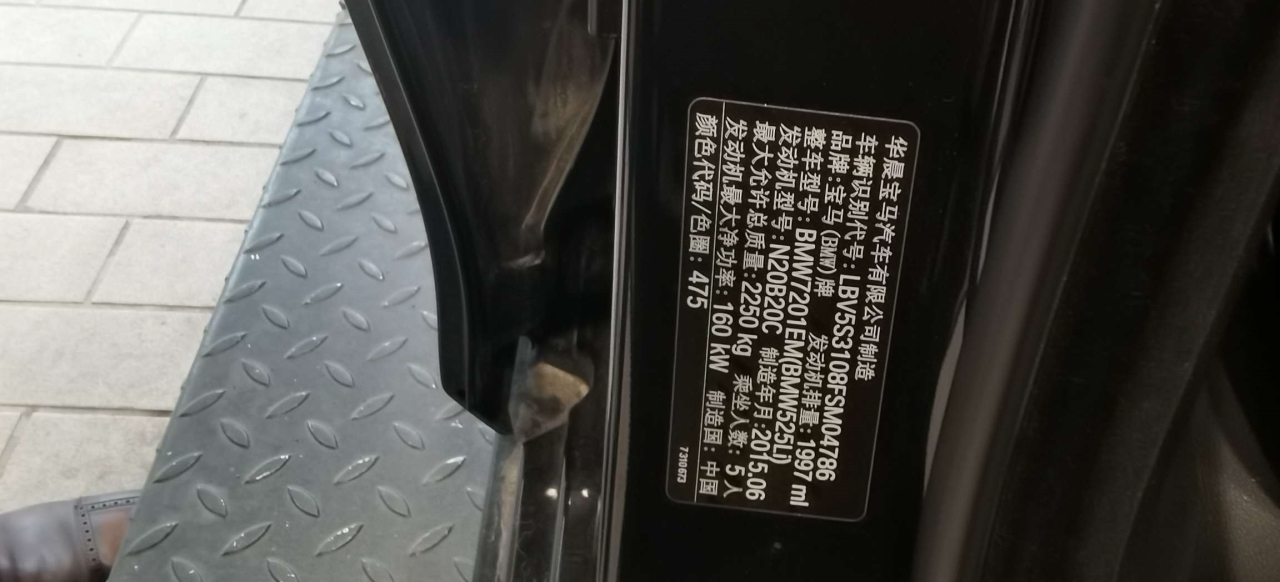 华晨宝马汽车有限公司制造
车辆识别代号：LBV5S3108FSM04786
品牌：宝马(BMW)牌 发动机排量：1997 ml
整车型号：BMW7201EM(BMW525Li)
发动机型号：N20B20C 制造年月：2015.06
最大允许总质量：2250 kg 乘坐人数：5人
发动机最大净功率：160 kW 制造国：中国
颜色代码/色圈：475
7310673